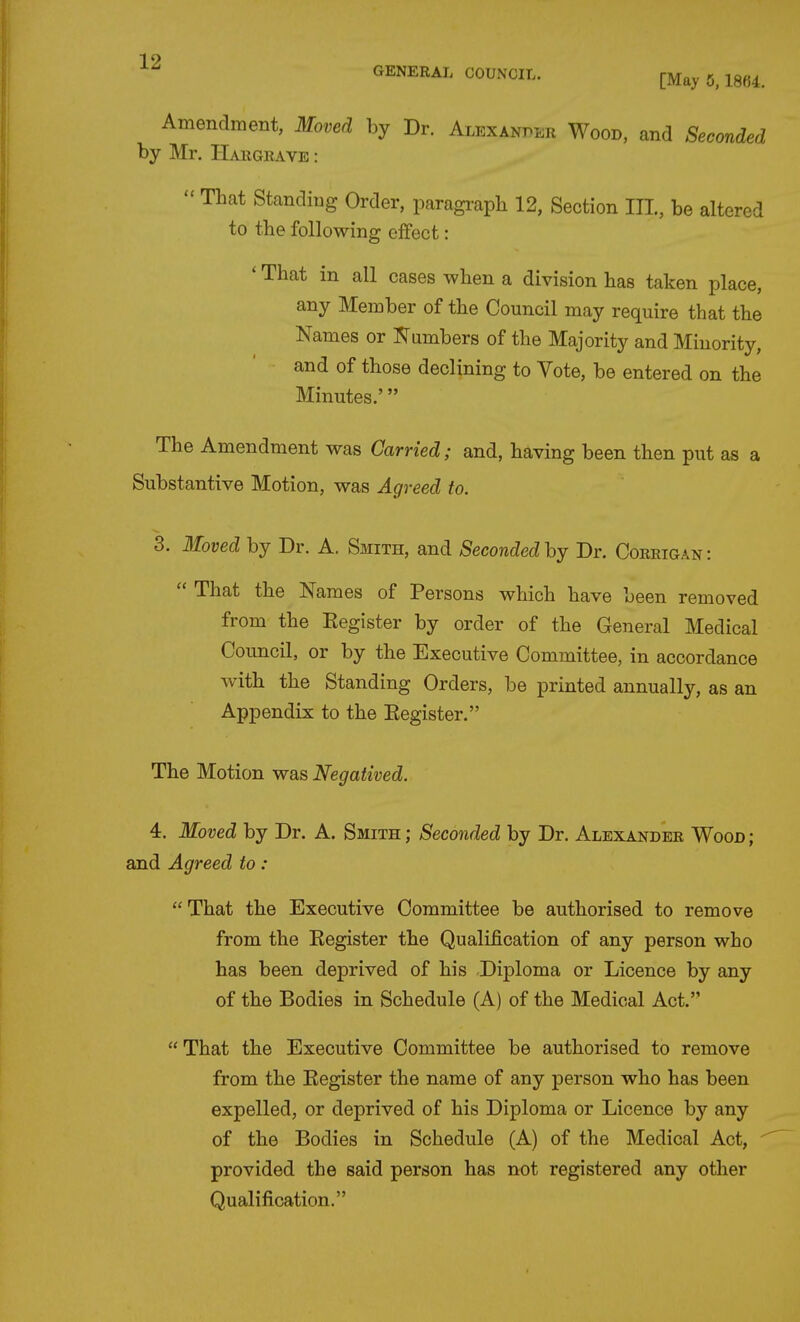 12
GENERAL COUNCIL.
[May 5, 1864.
Amendment, Moved by Dr. ALEXANDER WOOD, and Seconded
by Mr. HARGRAVE:
“That Standing Order, paragraph 12, Section III., be altered
to the following effect:
‘That in all cases when a division has taken place,
any Member of the Council may require that the
Names or Numbers of the Majority and Minority,
and of those declining to Vote, be entered on the
Minutes.’”
The Amendment was Carried; and, having been then put as a
Substantive Motion, was Agreed to.
3. Moved by Dr. A. SMITH, and Seconded by Dr. CORRIGAN:
“That the Names of Persons which have been removed
from the Register by order of the General Medical
Council, or by the Executive Committee, in accordance
with the Standing Orders, be printed annually, as an
Appendix to the Register.”
The Motion was Negatived.
4. Moved by Dr. A. SMITH; Seconded by Dr. ALEXANDER WOOD;
and Agreed to:
“That the Executive Committee be authorised to remove
from the Register the Qualification of any person who
has been deprived of his Diploma or Licence by any
of the Bodies in Schedule (A) of the Medical Act.”
“That the Executive Committee be authorised to remove
from the Register the name of any person who has been
expelled, or deprived of his Diploma or Licence by any
of the Bodies in Schedule (A) of the Medical Act,
provided the said person has not registered any other
Qualification.”